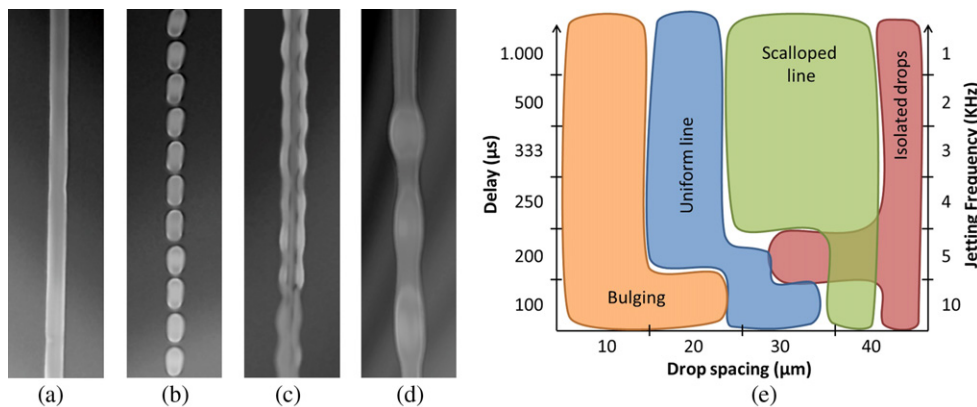 (a)
(b)
(c)
(d)
Delay (µs)
1.000
500
333
250
200
100
Bulging
Uniform line
Scalloped
line
Isolated drops
1
2
3
4
5
10
Jetting Frequency (KHz)
10
20
30
40
Drop spacing (µm)
(e)